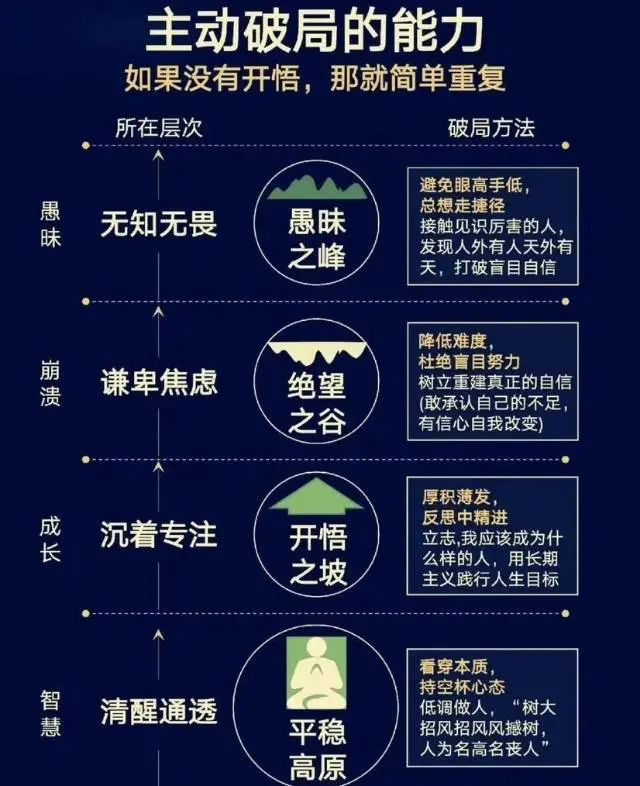 主动破局的能力
如果没有开悟，那就简单重复
所在层次
破局方法
愚昧
无知无畏
愚昧
之峰
避免眼高手低，
总想走捷径
接触见识厉害的人，
发现人外有人天外有
天，打破盲目自信
崩溃
谦卑焦虑
绝望
之谷
降低难度，
杜绝盲目努力
树立重建真正的自信
(敢承认自己的不足，
有信心自我改变)
成长
沉着专注
开悟
之坡
厚积薄发，
反思中精进
立志,我应该成为什
么样的人，用长期
主义践行人生目标
智慧
清醒通透
平稳
高原
看穿本质，
持空杯心态
低调做人，“树大
招风招风风撼树，
人为名高名丧人”